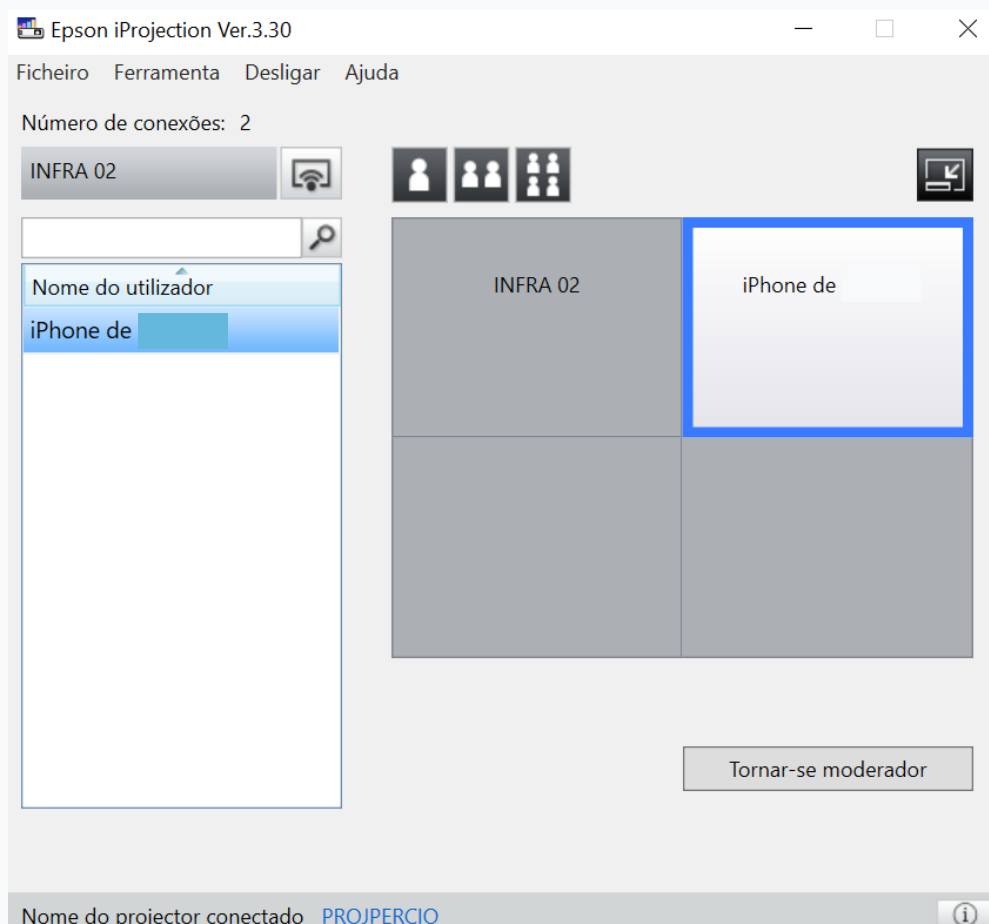 Epson iProjection Ver.3.30
Ficheiro Ferramenta Desligar Ajuda
Número de conexões: 2
INFRA 02
Nome do utilizador
iPhone de
INFRA 02
iPhone de
Tornar-se moderador
Nome do projector conectado PROJPERCIO